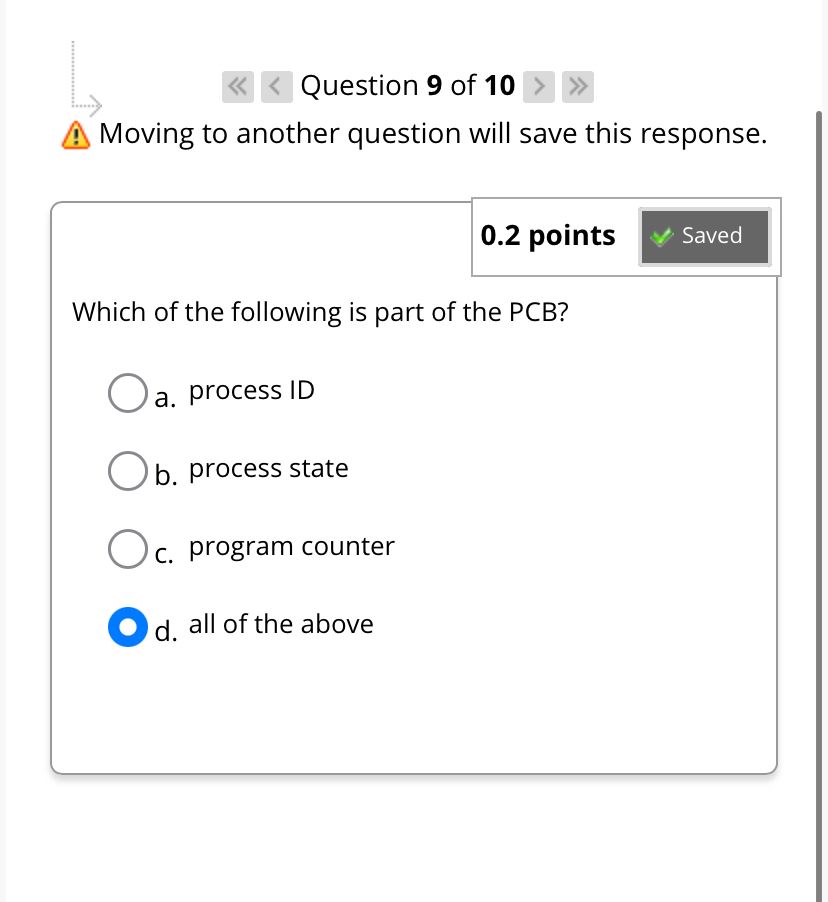 Question 9 of 10
Moving to another question will save this response.
0.2 points
Saved
Which of the following is part of the PCB?
a. process ID
b. process state
c. program counter
d. all of the above